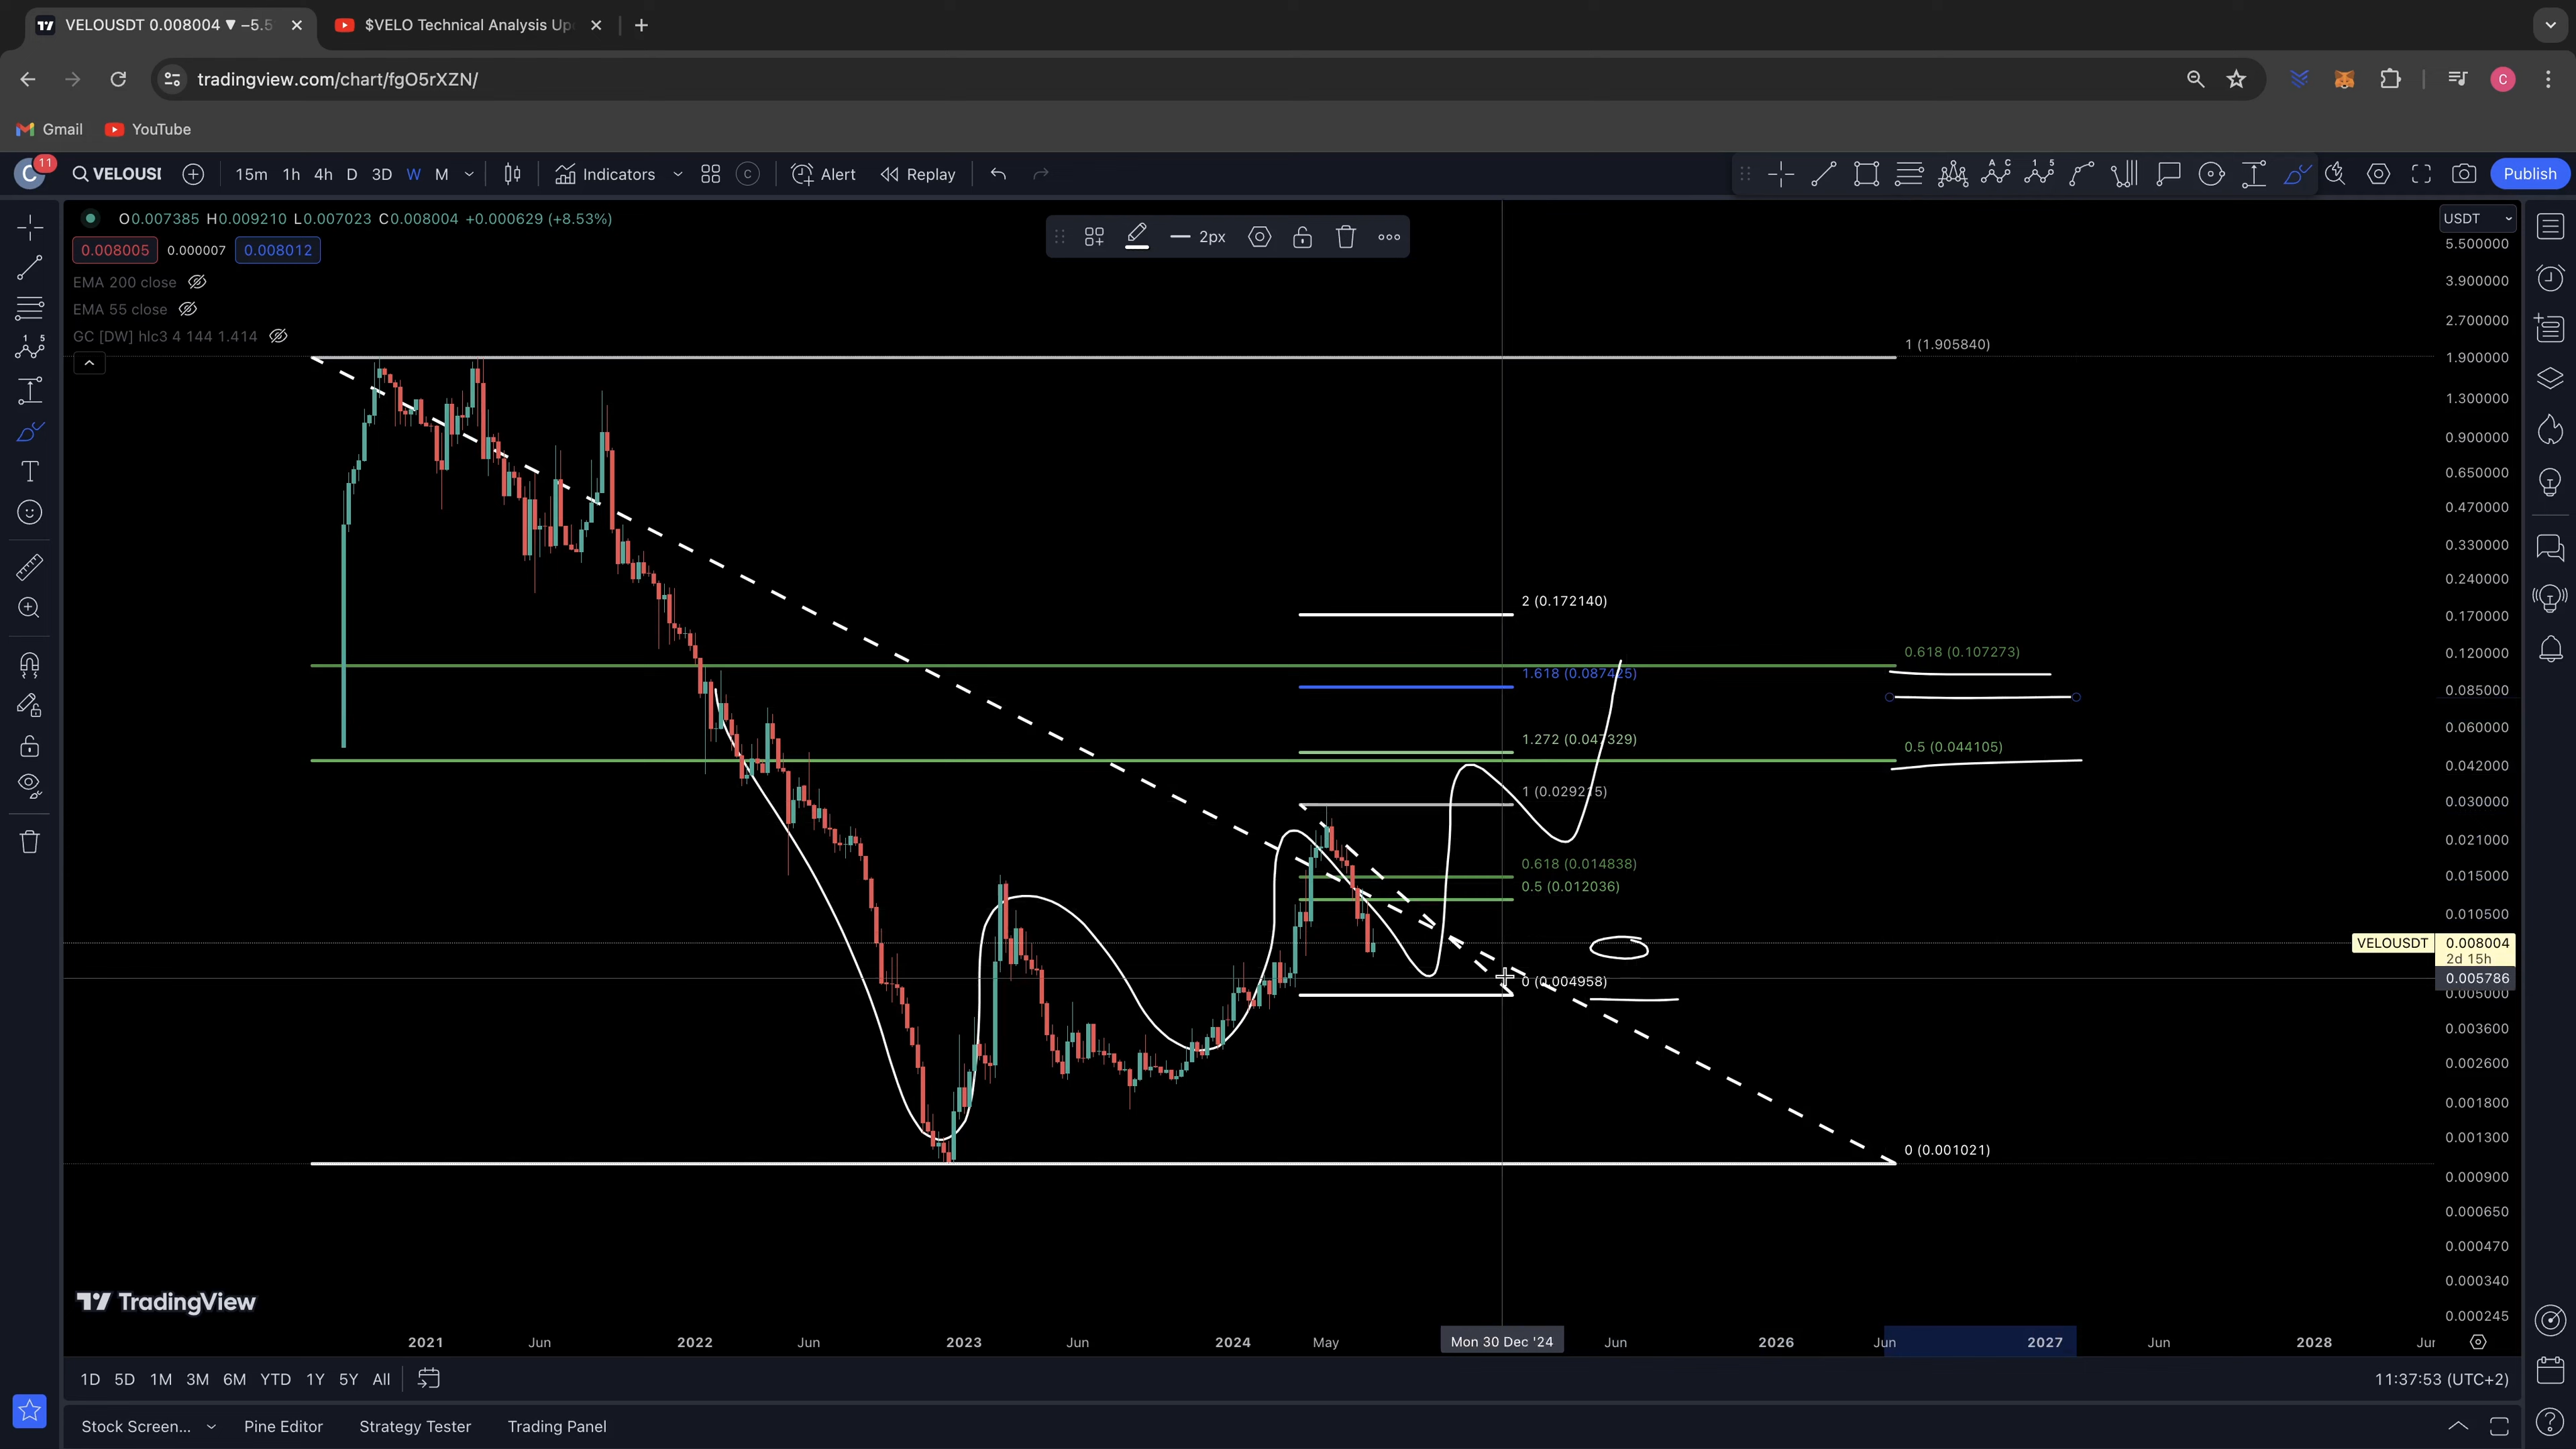 VELOUSDT 0.008004 ▼ −5.5
$VELO Technical Analysis Up
tradingview.com/chart/fgO5rXZN/
C
Gmail
YouTube
C
11
VELOUSI
15m
1h
4h
D
3D
W
M
Indicators
C
Alert
Replay
Publish
O0.007385 H0.009210 L0.007023 C0.008004 +0.000629 (+8.53%)
0.008005
0.000007
0.008012
EMA 200 close
EMA 55 close
GC [DW] hlc3 4 144 1.414
2px
USDT
5.500000
3.900000
2.700000
1 (1.905840)
1.900000
1.300000
0.900000
0.650000
0.470000
0.330000
0.240000
2 (0.172140)
0.170000
0.618 (0.107273)
0.120000
1.618 (0.087425)
0.085000
0.060000
1.272 (0.047329)
0.5 (0.044105)
0.042000
1 (0.029215)
0.030000
0.021000
0.618 (0.014838)
0.015000
0.5 (0.012036)
0.010500
VELOUSDT
0.008004
2d 15h
0.005786
0 (0.004958)
0.005000
0.003600
0.002600
0.001800
0.001300
0 (0.001021)
0.000900
0.000650
0.000470
0.000340
0.000245
TradingView
2021
Jun
2022
Jun
2023
Jun
2024
May
Mon 30 Dec '24
Jun
2026
Jun
2027
Jun
2028
Jur
1D
5D
1M
3M
6M
YTD
1Y
5Y
All
11:37:53 (UTC+2)
Stock Screen...
Pine Editor
Strategy Tester
Trading Panel